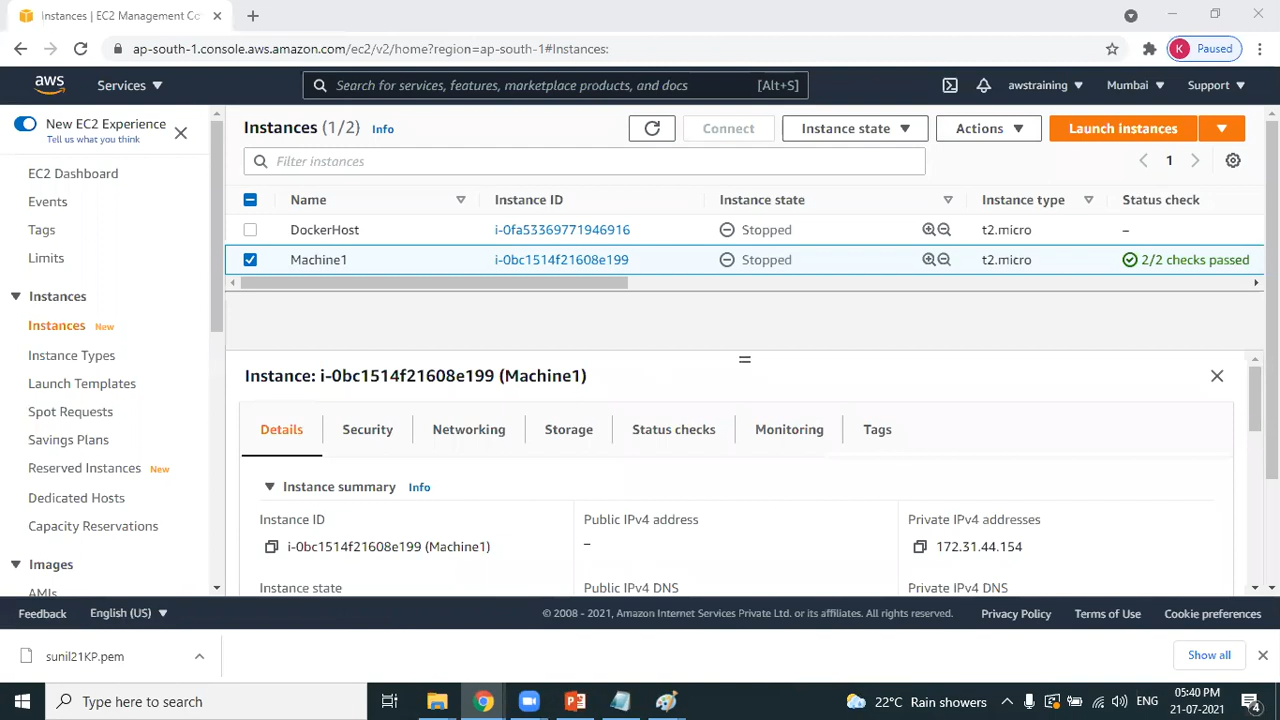 Instances | EC2 Management Co
ap-south-1.console.aws.amazon.com/ec2/v2/home?region=ap-south-1#Instances:
K Paused
aws Services Search for services, features, marketplace products, and docs [Alt+S] awstraining Mumbai Support
New EC2 Experience
Tell us what you think
EC2 Dashboard
Events
Tags
Limits
Instances
Instances New
Instance Types
Launch Templates
Spot Requests
Savings Plans
Reserved Instances New
Dedicated Hosts
Capacity Reservations
Images
AMIs
Instances (1/2) Info Connect Instance state Actions Launch instances
Filter instances 1
Name Instance ID Instance state Instance type Status check
DockerHost i-0fa53369771946916 Stopped t2.micro –
Machine1 i-0bc1514f21608e199 Stopped t2.micro 2/2 checks passed
Instance: i-0bc1514f21608e199 (Machine1)
Details Security Networking Storage Status checks Monitoring Tags
Instance summary Info
Instance ID Public IPv4 address Private IPv4 addresses
i-0bc1514f21608e199 (Machine1) – 172.31.44.154
Instance state Public IPv4 DNS Private IPv4 DNS
Feedback English (US) © 2008 - 2021, Amazon Internet Services Private Ltd. or its affiliates. All rights reserved. Privacy Policy Terms of Use Cookie preferences
sunil21KP.pem Show all
Type here to search 22°C Rain showers ENG 05:40 PM
21-07-2021 4